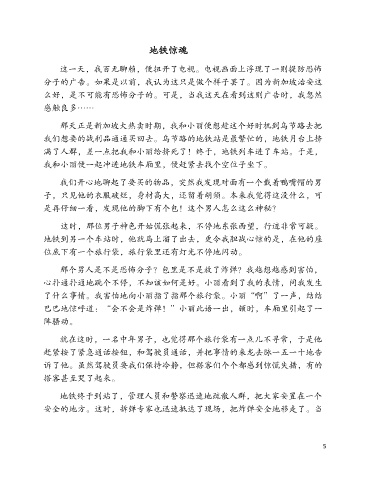 地铁惊魂
这一天，我百无聊赖，便扭开了电视。电视画面上浮现了一则提防恐怖
分子的广告。如果是以前，我认为这只是做个样子罢了。因为新加坡治安这
么好，是不可能有恐怖分子的。可是，当我这天在看到这则广告时，我忽然
感触良多……
那天正是新加坡大热卖时期，我和小丽便想趁这个好时机到乌节路去把
我们想要的战利品通通买回去。乌节路的地铁站是最繁忙的，地铁月台上挤
满了人群，差一点把我和小丽给挤死了！终于，地铁列车进了车站。于是，
我和小丽便一起冲进地铁车厢里，便赶紧去找个空位子坐下。
我们开心地聊起了要买的物品，突然我发现对面有一个戴着鸭嘴帽的男
子，只见他的衣服破烂，身材高大，还留着胡须。本来我觉得这没什么，可
是再仔细一看，发现他的脚下有个包！这个男人怎么这么神秘？
这时，那位男子神色开始慌张起来，不停地东张西望，行迹非常可疑。
地铁到另一个车站时，他就马上溜了出去，更令我胆战心惊的是，在他的座
位底下有一个旅行袋，旅行袋里还有灯光不停地闪动。
那个男人是不是恐怖分子？包里是不是放了炸弹？我越想越感到害怕，
心扑通扑通地跳个不停，不知该如何是好。小丽看到了我的表情，问我发生
了什么事情。我害怕地向小丽指了指那个旅行袋。小丽“啊”了一声，结结
巴巴地惊呼道：“会不会是炸弹！”小丽此语一出，顿时，车厢里引起了一
阵骚动。
就在这时，一名中年男子，也觉得那个旅行袋有一点儿不寻常，于是他
赶紧按了紧急通话按钮，和驾驶员通话，并把事情的来龙去脉一五一十地告
诉了他。虽然驾驶员要我们保持冷静，但搭客们个个都感到惊慌失措，有的
搭客甚至哭了起来。
地铁终于到站了，管理人员和警察迅速地疏散人群，把大家安置在一个
安全的地方。这时，拆弹专家也迅速抵达了现场，把炸弹安全地移走了。当
5